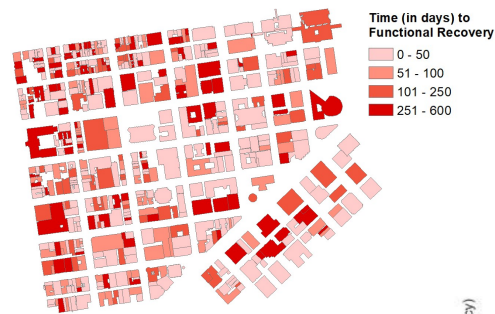 Time (in days) to
Functional Recovery
0 - 50
51 - 100
101 - 250
251 - 600